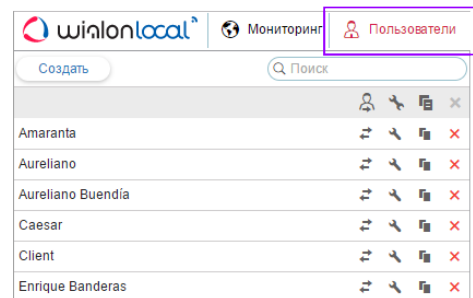 wialonlocal
Мониторинг
Пользователи
Создать
Поиск
Amaranta
Aureliano
Aureliano Buendía
Caesar
Client
Enrique Banderas